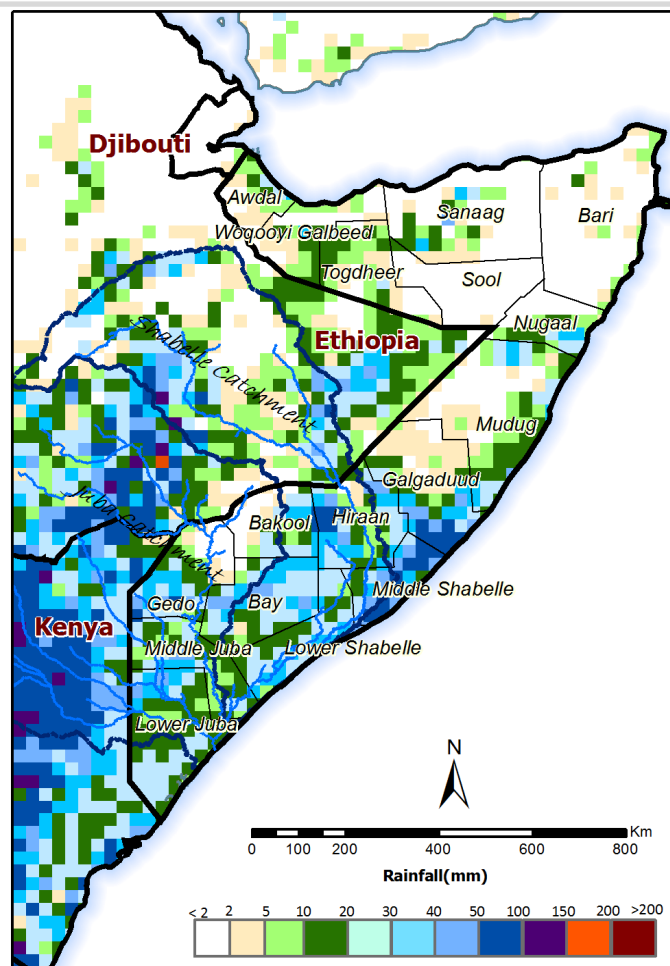 Djibouti
Awdal
Sanaag
Bari
Woqooyi Galbeed
Togdheer
Sool
Nugaal
Ethiopia
Shabelle Catchment
Mudug
Galgaduud
Juba Catchment
Bakool
Hiraan
Middle Shabelle
Gedo
Bay
Kenya
Middle Juba
Lower Shabelle
Lower Juba
N
Km
0 100 200 400 600 800
Rainfall(mm)
< 2 2 5 10 20 30 40 50 100 150 200 >200